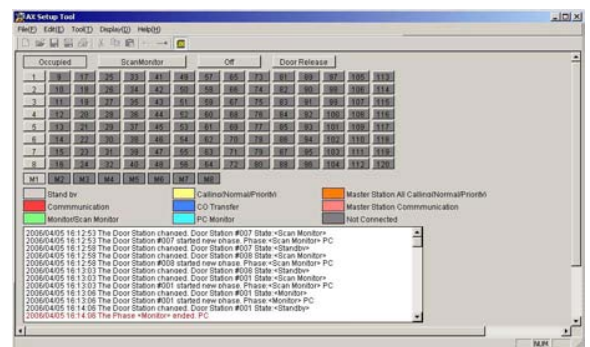 AX Setup Tool
File(F) Edit(E) Tool(T) Display(D) Help(H)
Occupied ScanMonitor Off Door Release
1 9 17 25 33 41 49 57 65 73 81 89 97 105 113
2 10 18 26 34 42 50 58 66 74 82 90 98 106 114
3 11 19 27 35 43 51 59 67 75 83 91 99 107 115
4 12 20 28 36 44 52 60 68 76 84 92 100 108 116
5 13 21 29 37 45 53 61 69 77 85 93 101 109 117
6 14 22 30 38 46 54 62 70 78 86 94 102 110 118
7 15 23 31 39 47 55 63 71 79 87 95 103 111 119
8 16 24 32 40 48 56 64 72 80 88 96 104 112 120
M1 M2 M3 M4 M5 M6 M7 M8
Stand by Calling(Normal/Priority) Master Station All Calling(Normal/Priority)
Commmunication CO Transfer Master Station Commmunication
Monitor/Scan Monitor PC Monitor Not Connected
2006/04/05 16:12:53 The Door Station changed. Door Station #007 State:<Scan Monitor>
2006/04/05 16:12:53 The Door Station #007 started new phase. Phase:<Scan Monitor> PC
2006/04/05 16:12:58 The Door Station changed. Door Station #007 State:<Standby>
2006/04/05 16:12:58 The Door Station changed. Door Station #008 State:<Scan Monitor>
2006/04/05 16:12:58 The Door Station #008 started new phase. Phase:<Scan Monitor> PC
2006/04/05 16:13:03 The Door Station changed. Door Station #008 State:<Standby>
2006/04/05 16:13:03 The Door Station changed. Door Station #001 State:<Scan Monitor>
2006/04/05 16:13:03 The Door Station #001 started new phase. Phase:<Scan Monitor> PC
2006/04/05 16:13:06 The Door Station changed. Door Station #001 State:<Monitor>
2006/04/05 16:13:06 The Door Station #001 started new phase. Phase:<Monitor> PC
2006/04/05 16:14:06 The Door Station changed. Door Station #001 State:<Standby>
2006/04/05 16:14:06 The Phase <Monitor> ended. PC
NUM